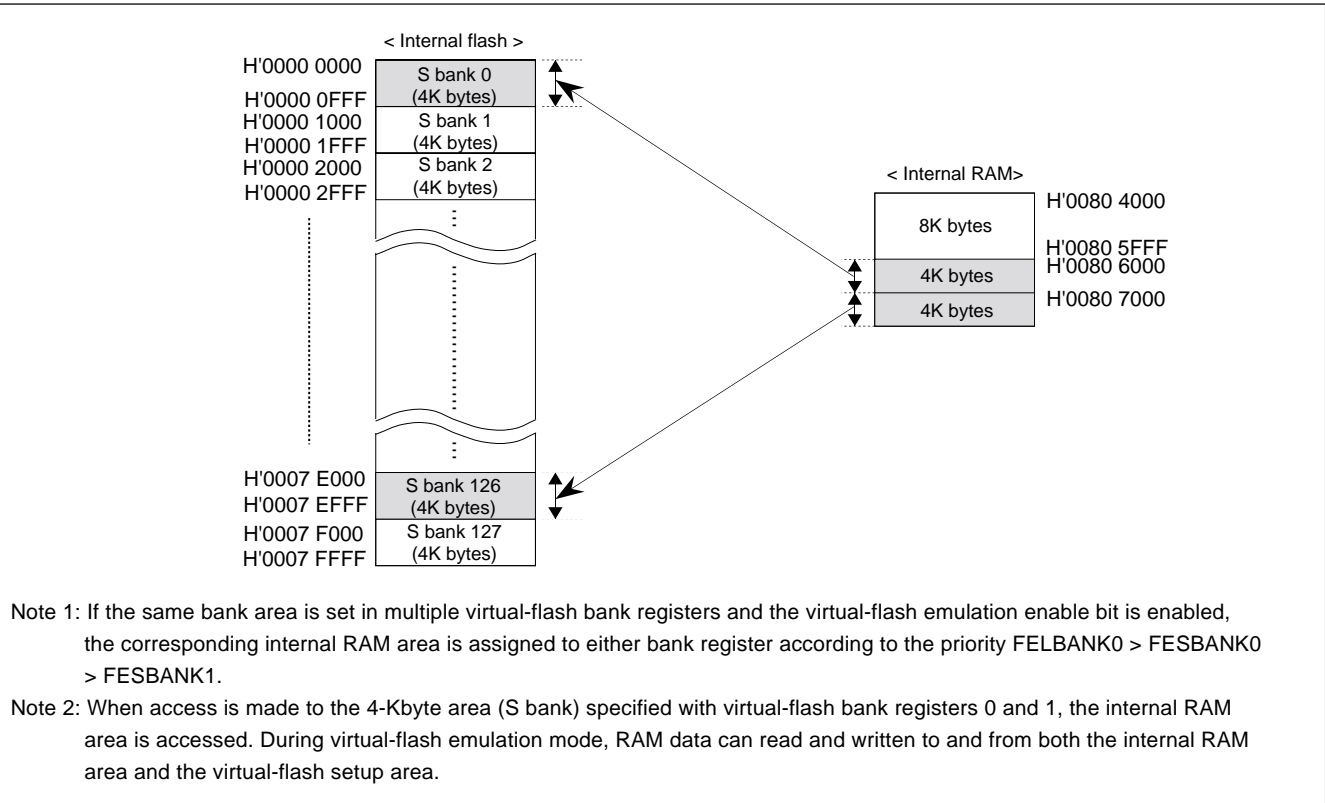 < Internal flash >
H'0000 0000
S bank 0
(4K bytes)
H'0000 0FFF
H'0000 1000
S bank 1
(4K bytes)
H'0000 1FFF
H'0000 2000
S bank 2
(4K bytes)
H'0000 2FFF
H'0007 E000
S bank 126
(4K bytes)
H'0007 EFFF
H'0007 F000
S bank 127
(4K bytes)
H'0007 FFFF
< Internal RAM>
H'0080 4000
8K bytes
H'0080 5FFF
H'0080 6000
4K bytes
H'0080 7000
4K bytes
Note 1: If the same bank area is set in multiple virtual-flash bank registers and the virtual-flash emulation enable bit is enabled,
the corresponding internal RAM area is assigned to either bank register according to the priority FELBANK0 > FESBANK0
> FESBANK1.
Note 2: When access is made to the 4-Kbyte area (S bank) specified with virtual-flash bank registers 0 and 1, the internal RAM
area is accessed. During virtual-flash emulation mode, RAM data can read and written to and from both the internal RAM
area and the virtual-flash setup area.